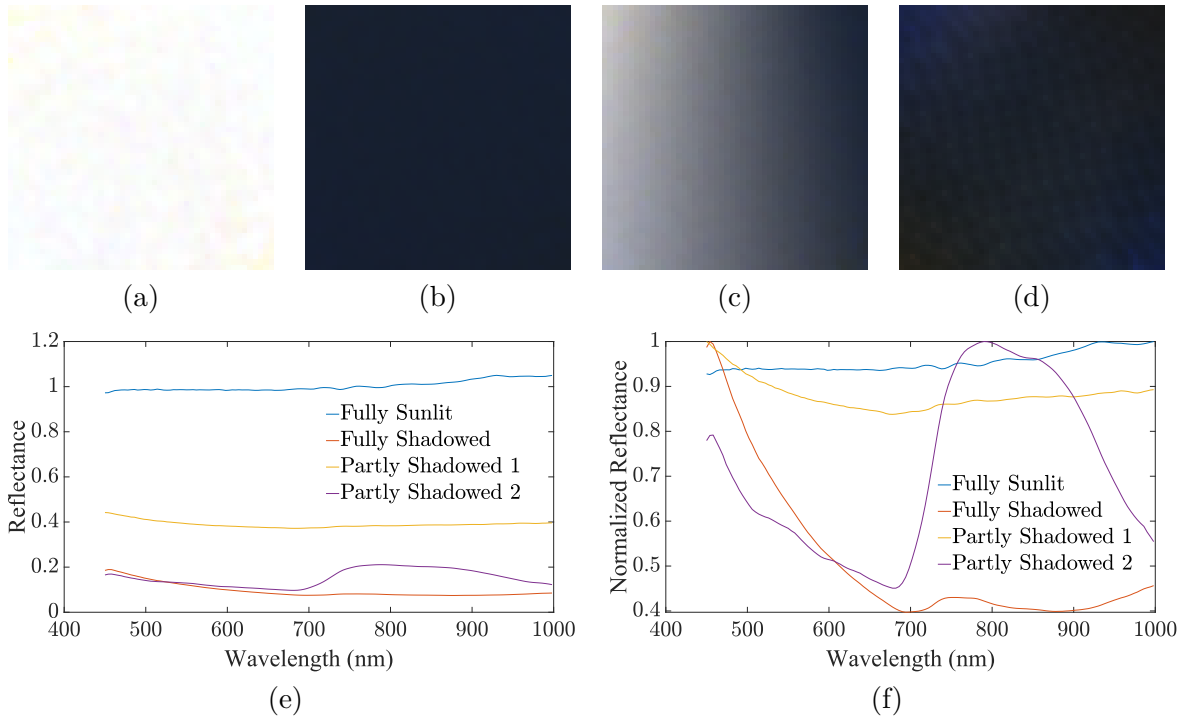 (a) (b) (c) (d)
Reflectance
1.2
1
0.8
0.6
0.4
0.2
0
Fully Sunlit
Fully Shadowed
Partly Shadowed 1
Partly Shadowed 2
400 500 600 700 800 900 1000
Wavelength (nm)
(e)
Normalized Reflectance
1
0.9
0.8
0.7
0.6
0.5
0.4
Fully Sunlit
Fully Shadowed
Partly Shadowed 1
Partly Shadowed 2
400 500 600 700 800 900 1000
Wavelength (nm)
(f)